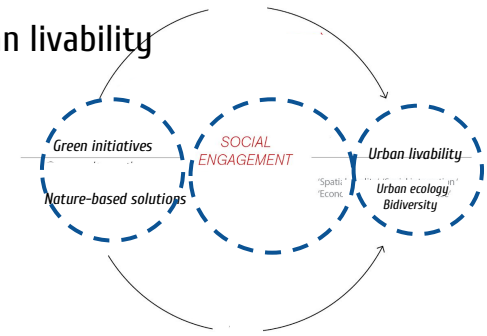 n livability
Green initiatives
SOCIAL
ENGAGEMENT
Urban livability
Nature-based solutions
Urban ecology
Bidiversity